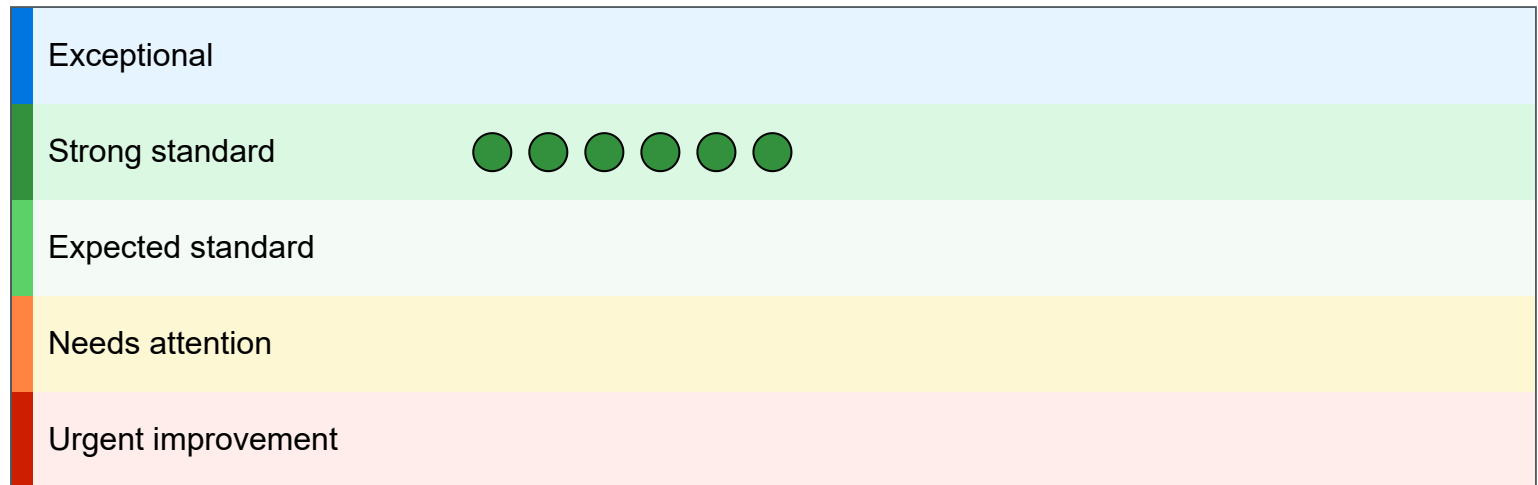 Exceptional
Strong standard
Expected standard
Needs attention
Urgent improvement